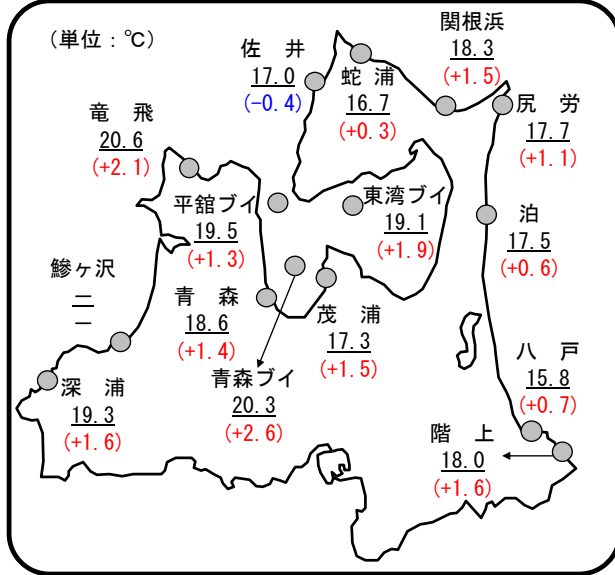 (単位：℃)
関根浜
18.3
(+1.5)
佐 井
17.0
(-0.4)
蛇 浦
16.7
(+0.3)
尻 労
17.7
(+1.1)
竜 飛
20.6
(+2.1)
平舘ブイ
19.5
(+1.3)
東湾ブイ
19.1
(+1.9)
泊
17.5
(+0.6)
鰺ヶ沢
－
－
青 森
18.6
(+1.4)
茂 浦
17.3
(+1.5)
青森ブイ
20.3
(+2.6)
八 戸
15.8
(+0.7)
深 浦
19.3
(+1.6)
階 上
18.0
(+1.6)